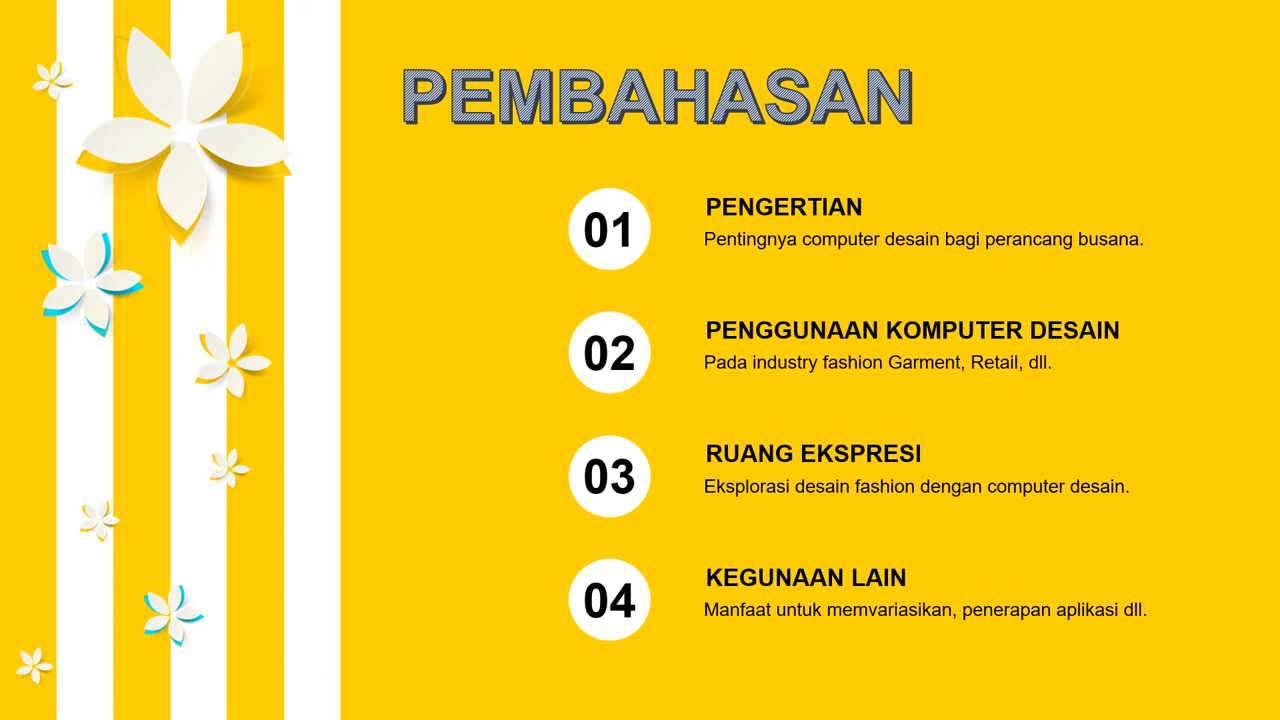 PEMBAHASAN
01
PENGERTIAN
Pentingnya computer desain bagi perancang busana.
02
PENGGUNAAN KOMPUTER DESAIN
Pada industry fashion Garment, Retail, dll.
03
RUANG EKSPRESI
Eksplorasi desain fashion dengan computer desain.
04
KEGUNAAN LAIN
Manfaat untuk memvariasikan, penerapan aplikasi dll.